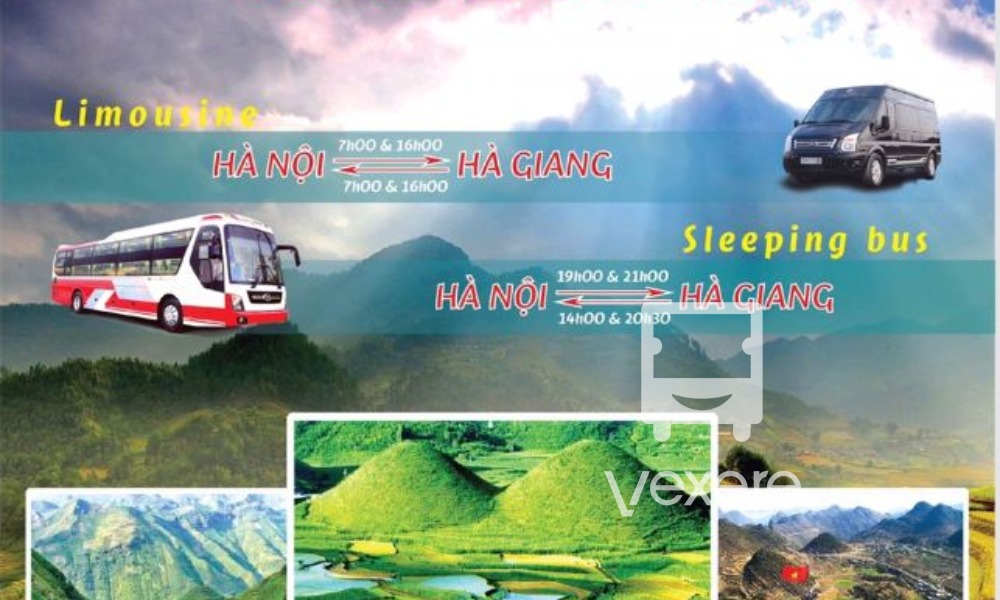 Limousine
7h00 & 16h00
HÀ NỘI HÀ GIANG
7h00 & 16h00
Sleeping bus
19h00 & 21h00
HÀ NỘI HÀ GIANG
14h00 & 20h30
vexere